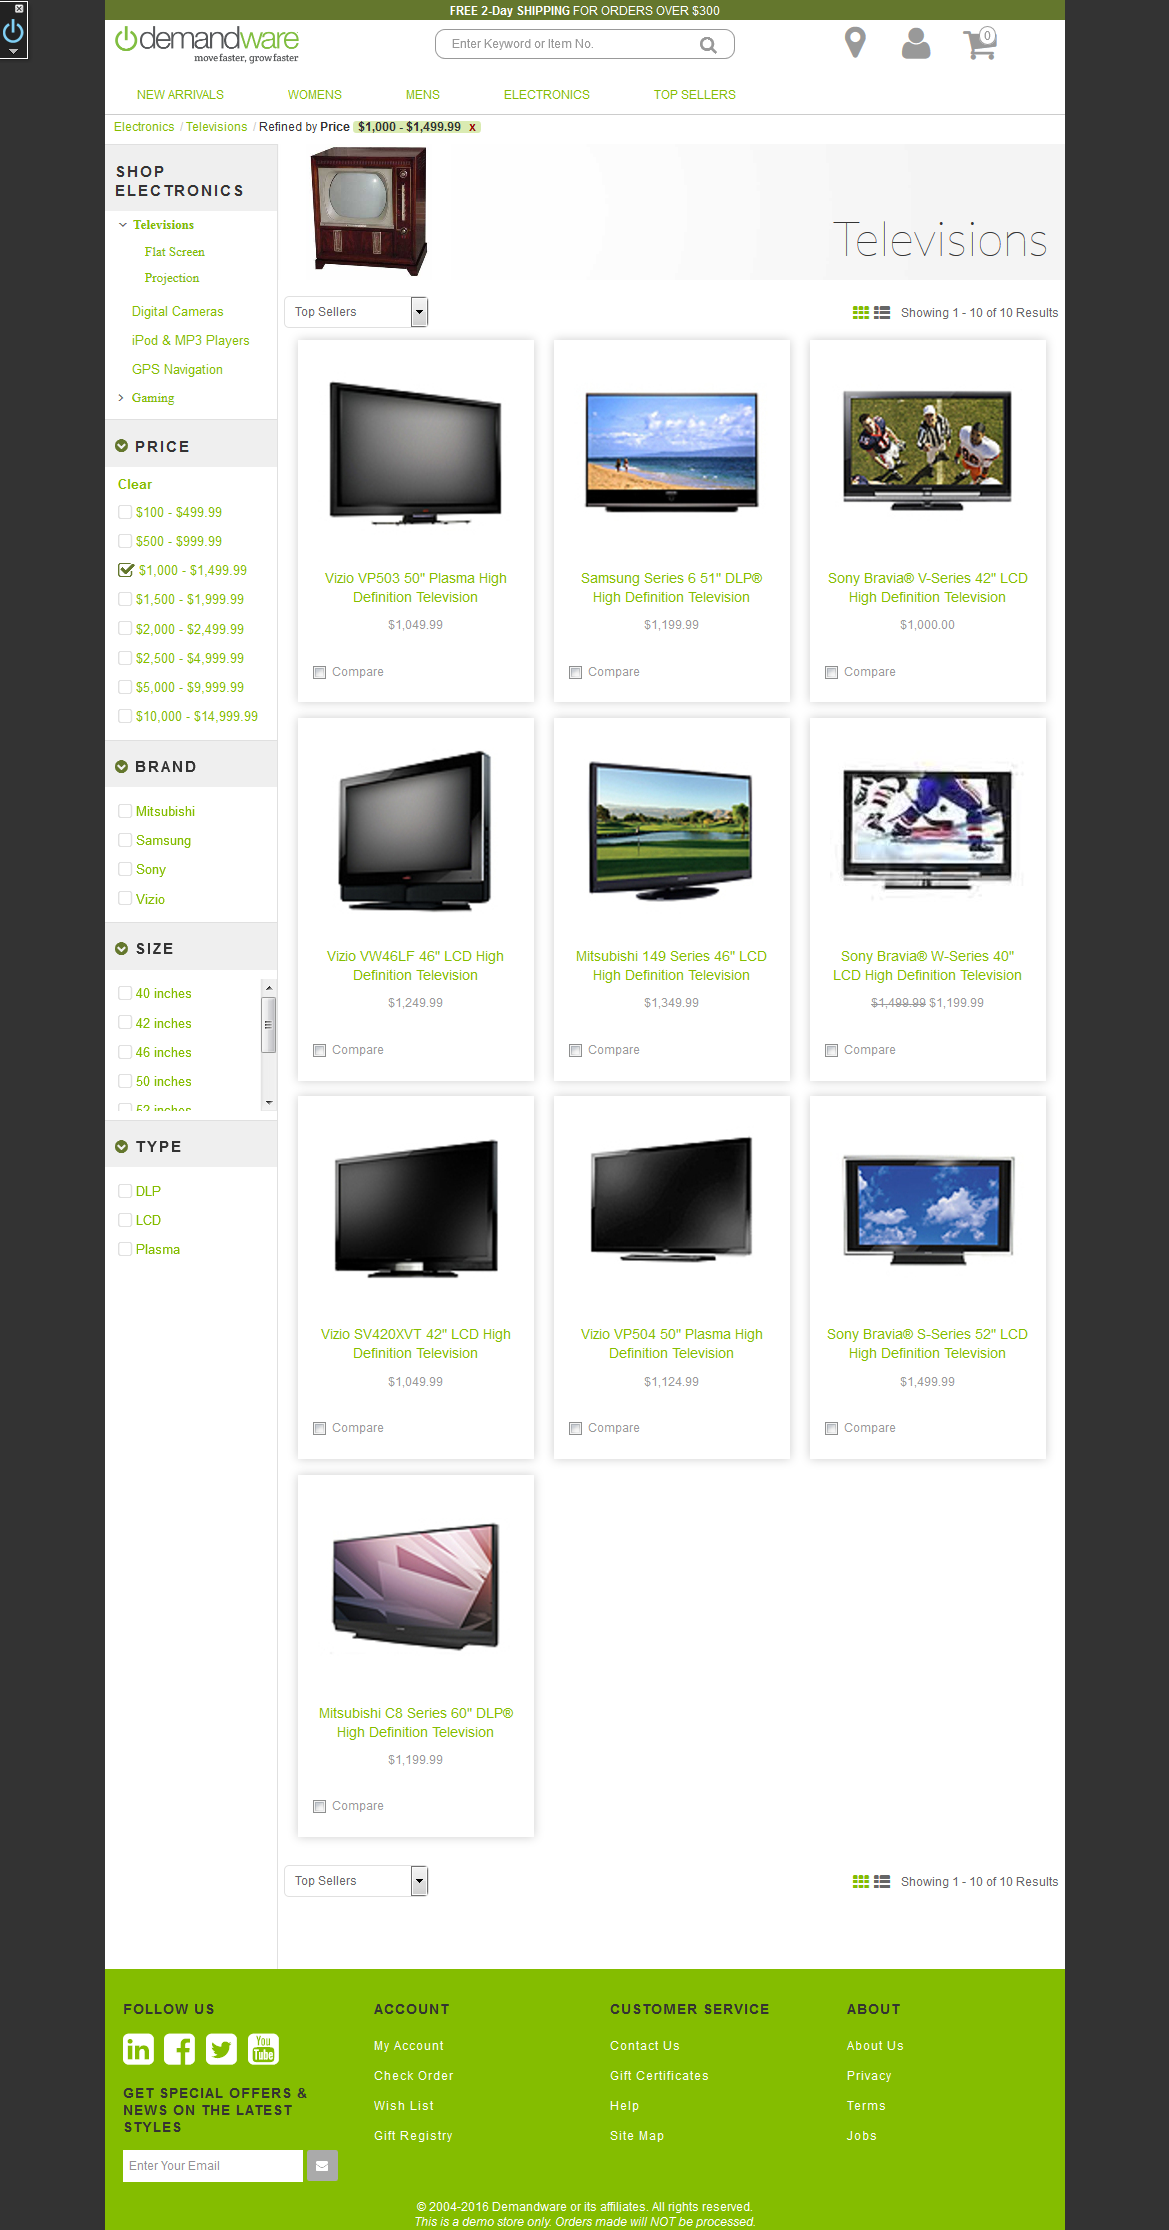 FREE 2-Day SHIPPING FOR ORDERS OVER $300
demandware
move faster, grow faster
Enter Keyword or Item No.
0
NEW ARRIVALS WOMENS MENS ELECTRONICS TOP SELLERS
Electronics / Televisions / Refined by Price $1,000 - $1,499.99 x
SHOP
ELECTRONICS
Televisions
Flat Screen
Projection
Digital Cameras
iPod & MP3 Players
GPS Navigation
Gaming
PRICE
Clear
$100 - $499.99
$500 - $999.99
$1,000 - $1,499.99
$1,500 - $1,999.99
$2,000 - $2,499.99
$2,500 - $4,999.99
$5,000 - $9,999.99
$10,000 - $14,999.99
BRAND
Mitsubishi
Samsung
Sony
Vizio
SIZE
40 inches
42 inches
46 inches
50 inches
52 inches
TYPE
DLP
LCD
Plasma
Televisions
Top Sellers
Showing 1 - 10 of 10 Results
Vizio VP503 50" Plasma High
Definition Television
$1,049.99
Compare
Samsung Series 6 51" DLP®
High Definition Television
$1,199.99
Compare
Sony Bravia® V-Series 42" LCD
High Definition Television
$1,000.00
Compare
Vizio VW46LF 46" LCD High
Definition Television
$1,249.99
Compare
Mitsubishi 149 Series 46" LCD
High Definition Television
$1,349.99
Compare
Sony Bravia® W-Series 40"
LCD High Definition Television
$1,499.99 $1,199.99
Compare
Vizio SV420XVT 42" LCD High
Definition Television
$1,049.99
Compare
Vizio VP504 50" Plasma High
Definition Television
$1,124.99
Compare
Sony Bravia® S-Series 52" LCD
High Definition Television
$1,499.99
Compare
Mitsubishi C8 Series 60" DLP®
High Definition Television
$1,199.99
Compare
Top Sellers
Showing 1 - 10 of 10 Results
FOLLOW US
in
You
Tube
GET SPECIAL OFFERS &
NEWS ON THE LATEST
STYLES
Enter Your Email
ACCOUNT
My Account
Check Order
Wish List
Gift Registry
CUSTOMER SERVICE
Contact Us
Gift Certificates
Help
Site Map
ABOUT
About Us
Privacy
Terms
Jobs
© 2004-2016 Demandware or its affiliates. All rights reserved.
This is a demo store only. Orders made will NOT be processed.